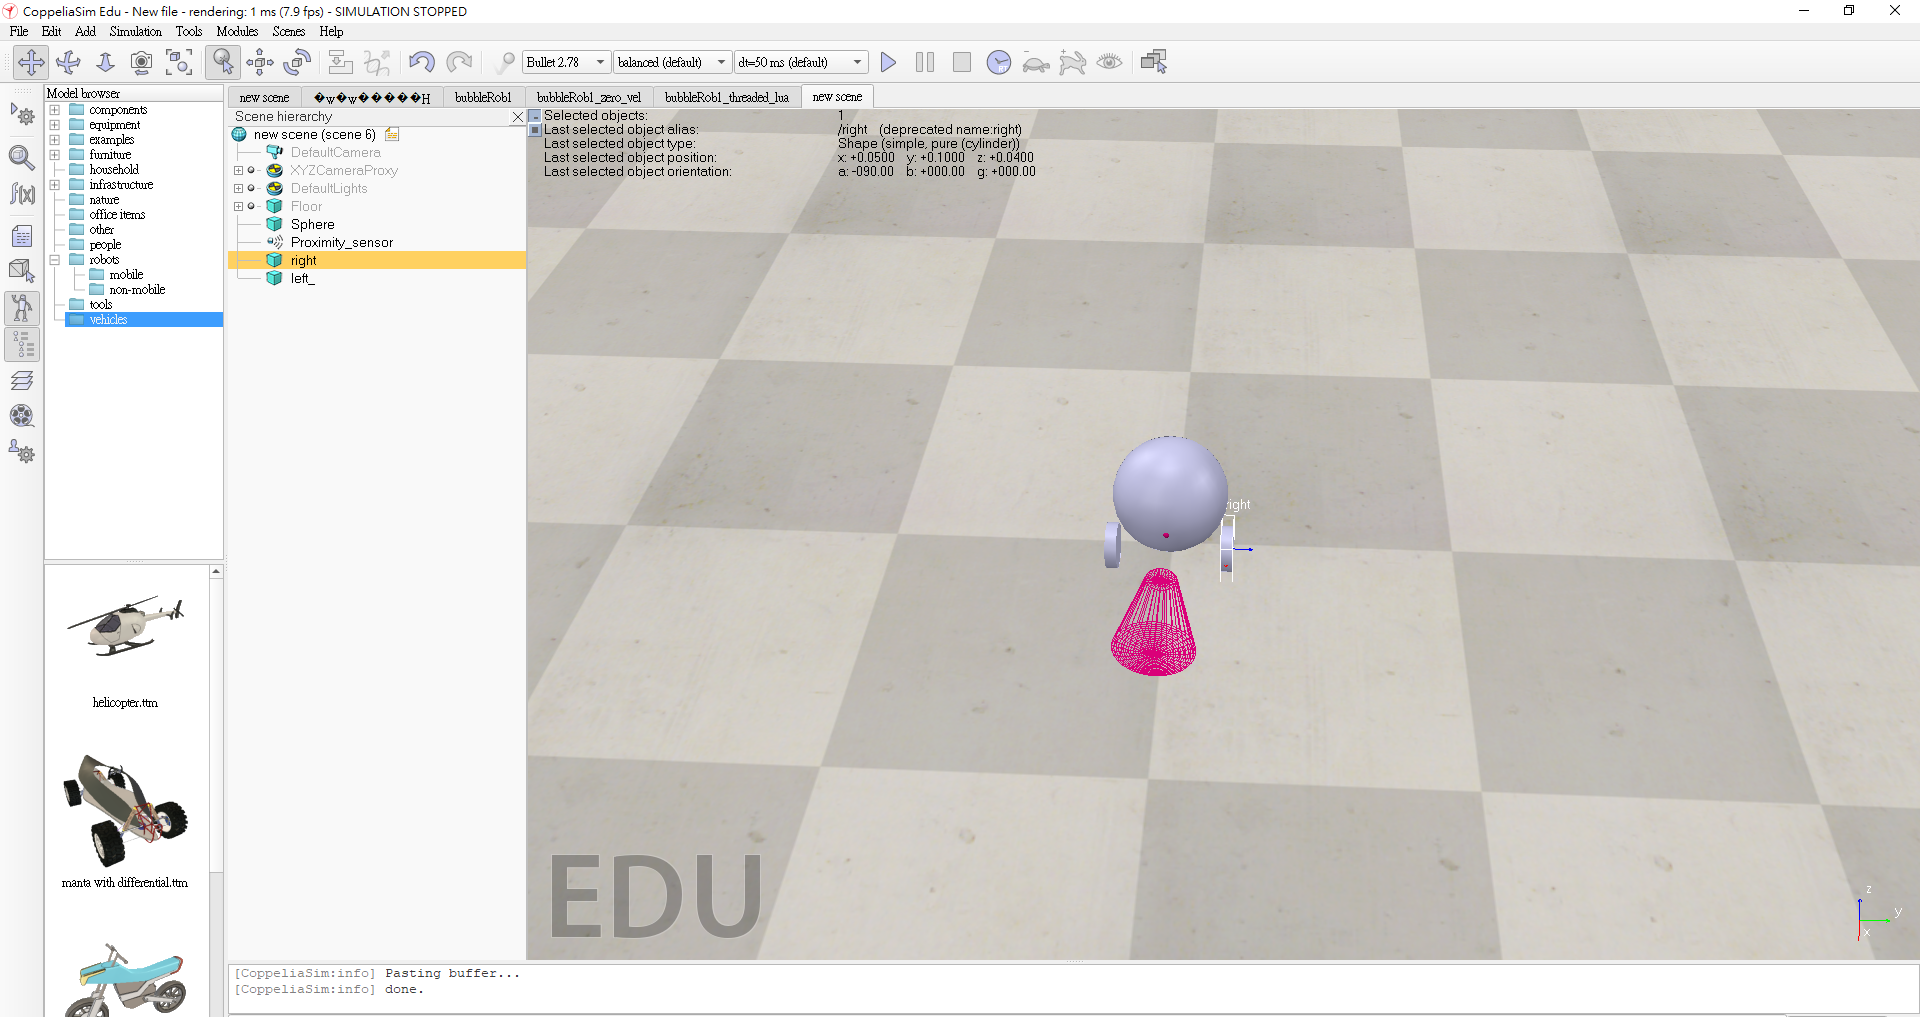 CoppeliaSim Edu - New file - rendering: 1 ms (7.9 fps) - SIMULATION STOPPED
File Edit Add Simulation Tools Modules Scenes Help
Bullet 2.78 balanced (default) dt=50 ms (default)
RT
f(x)
Model browser
components
equipment
examples
furniture
household
infrastructure
nature
office items
other
people
robots
mobile
non-mobile
tools
vehicles
helicopter.ttm
manta with differential.ttm
new scene �w�w�����H bubbleRob1 bubbleRob1_zero_vel bubbleRob1_threaded_lua new scene
Scene hierarchy
new scene (scene 6)
DefaultCamera
XYZCameraProxy
DefaultLights
Floor
Sphere
Proximity_sensor
right
left_
Selected objects: 1
Last selected object alias: /right (deprecated name:right)
Last selected object type: Shape (simple, pure (cylinder))
Last selected object position: x: +0.0500 y: +0.1000 z: +0.0400
Last selected object orientation: a: -090.00 b: +000.00 g: +000.00
right
EDU
z
y
x
[CoppeliaSim:info] Pasting buffer...
[CoppeliaSim:info] done.